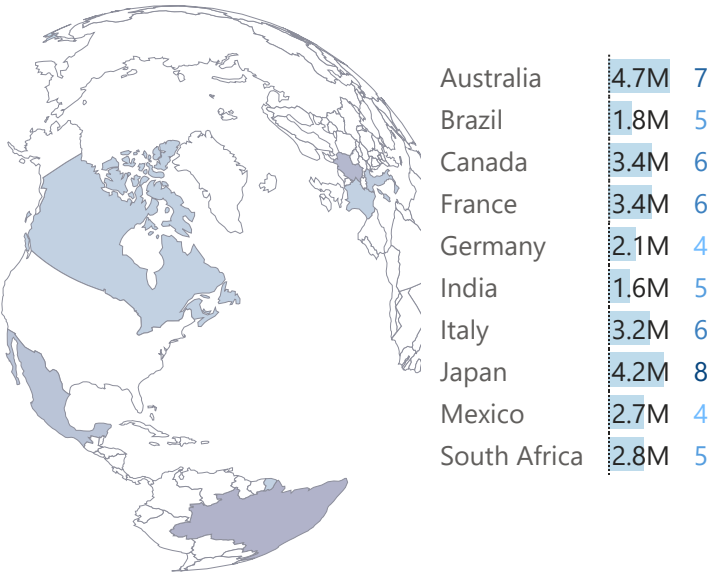 Australia 4.7M 7
Brazil 1.8M 5
Canada 3.4M 6
France 3.4M 6
Germany 2.1M 4
India 1.6M 5
Italy 3.2M 6
Japan 4.2M 8
Mexico 2.7M 4
South Africa 2.8M 5